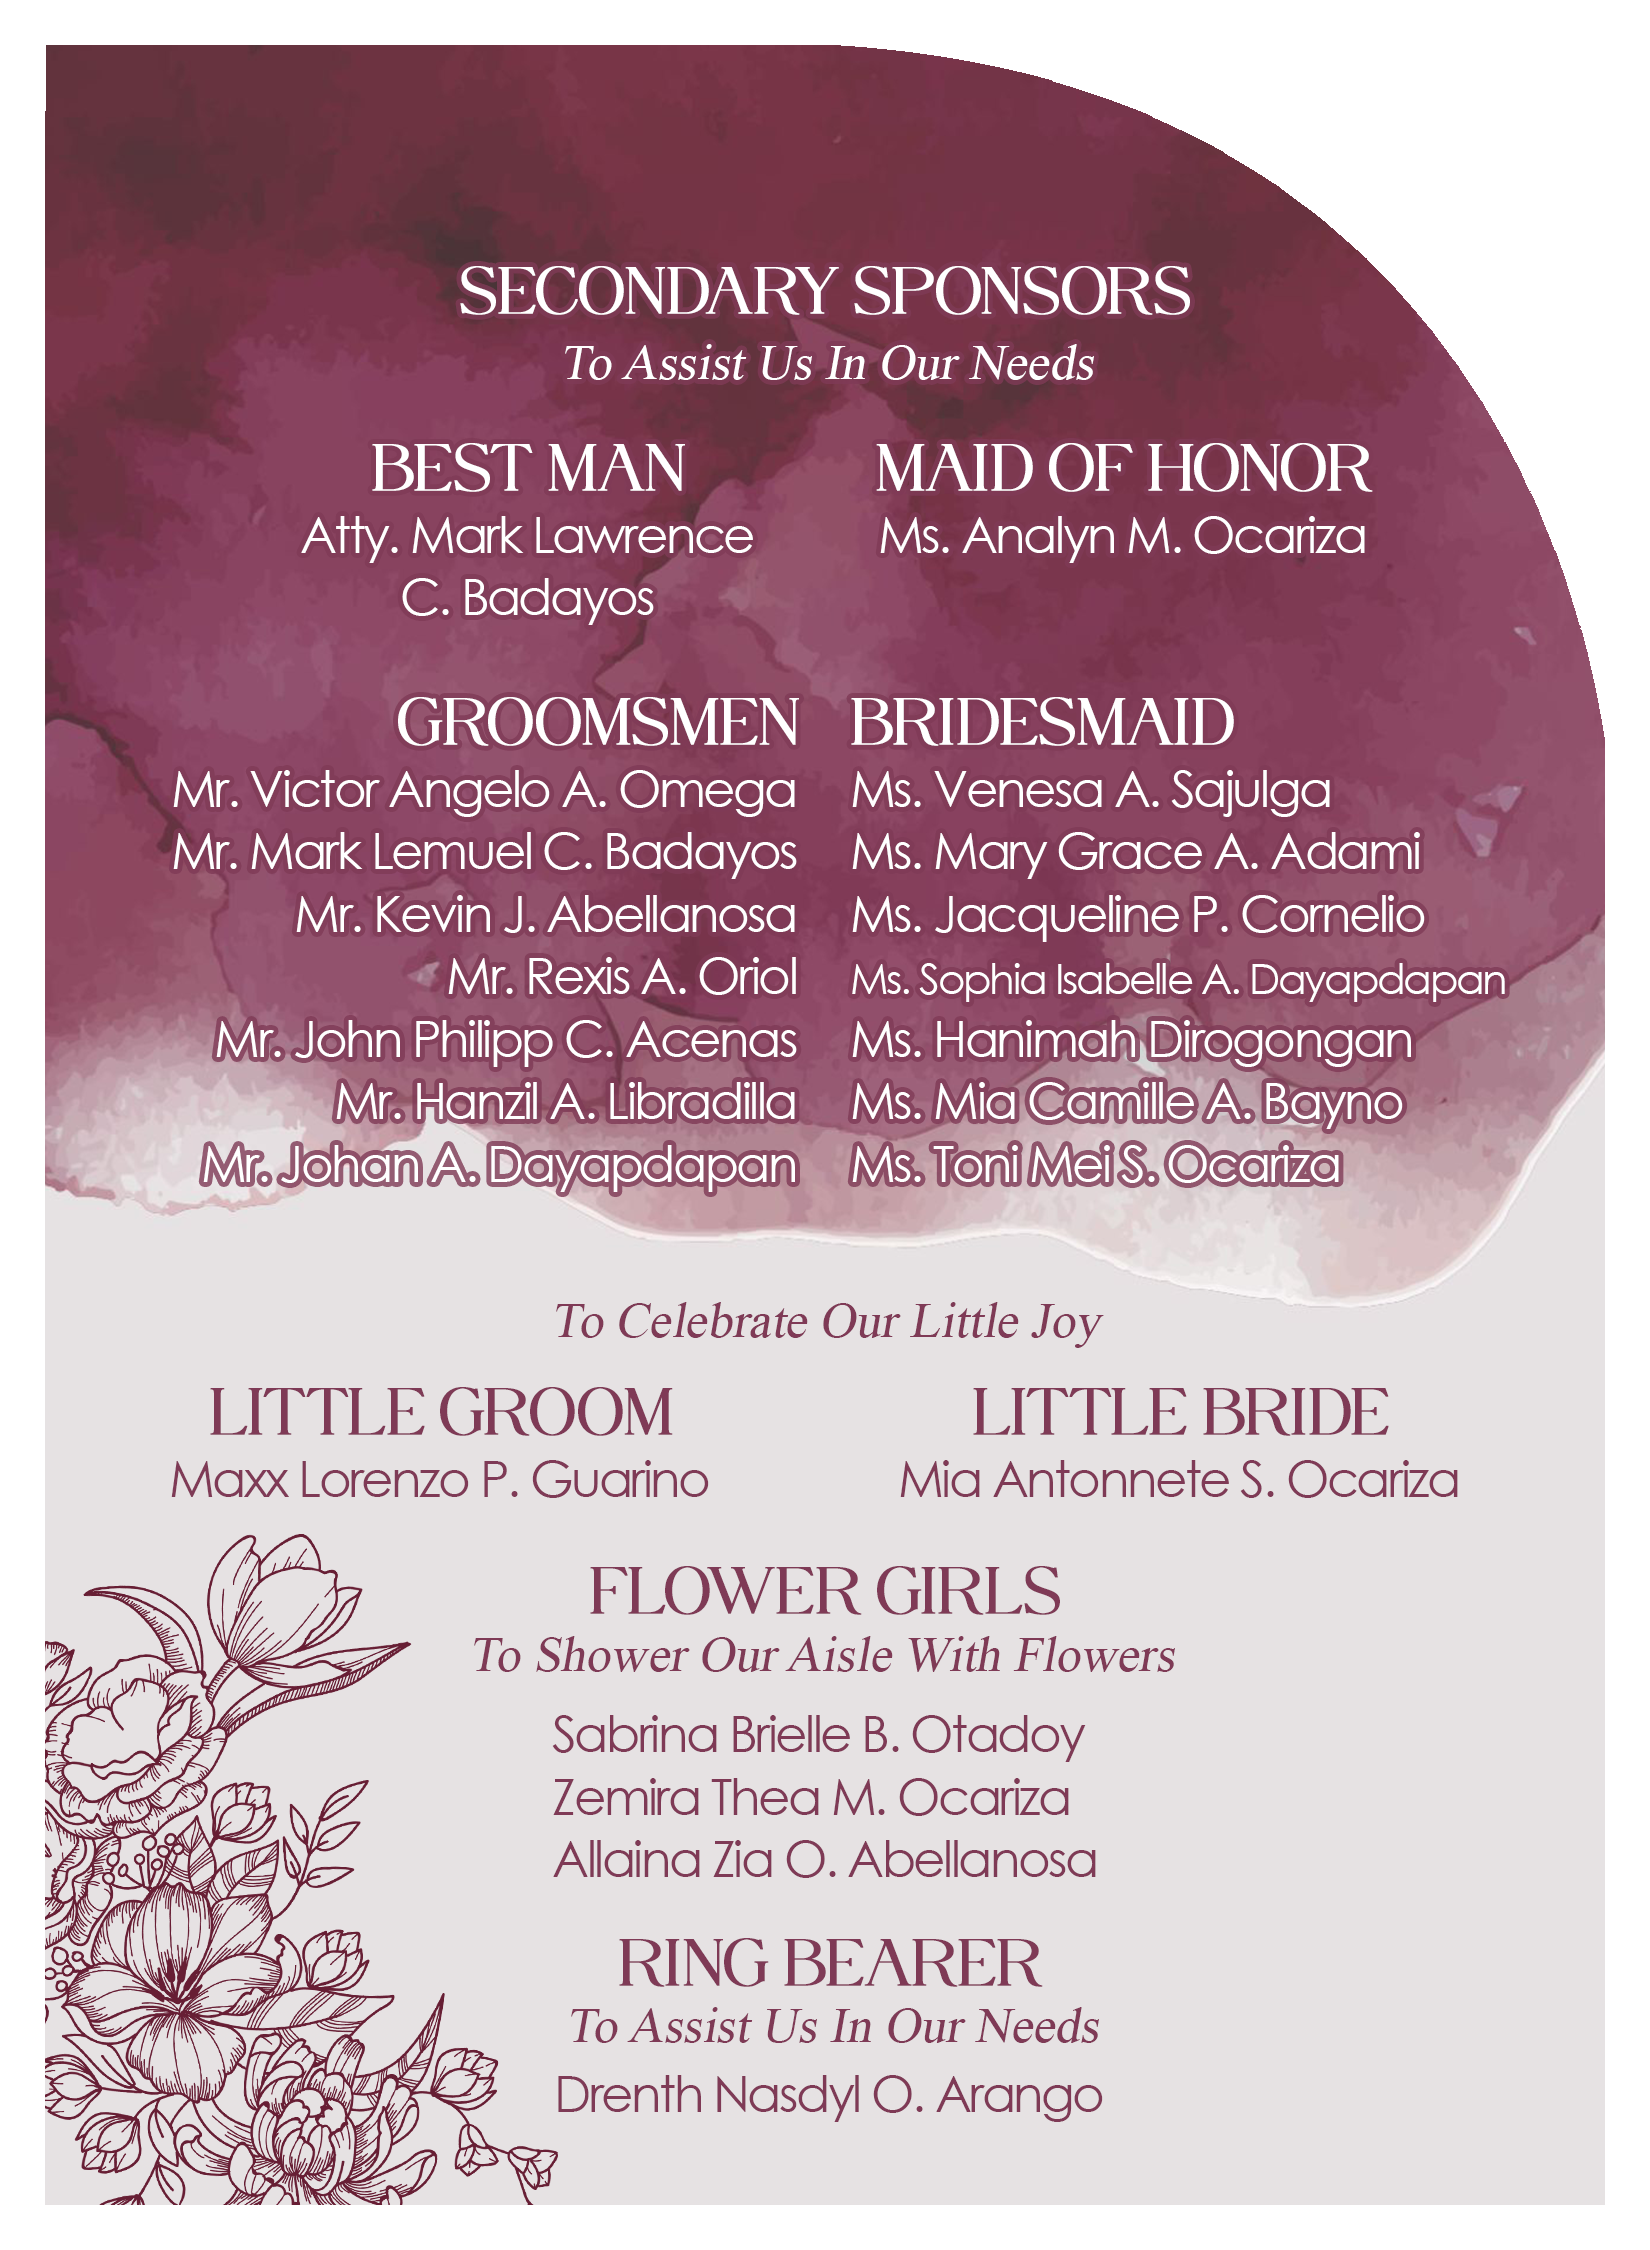 SECONDARY SPONSORS
To Assist Us In Our Needs
BEST MAN
Atty. Mark Lawrence
C. Badayos
MAID OF HONOR
Ms. Analyn M. Ocariza
GROOMSMEN
Mr. Victor Angelo A. Omega
Mr. Mark Lemuel C. Badayos
Mr. Kevin J. Abellanosa
Mr. Rexis A. Oriol
Mr. John Philipp C. Acenas
Mr. Hanzil A. Libradilla
Mr. Johan A. Dayapdapan
BRIDESMAID
Ms. Venesa A. Sajulga
Ms. Mary Grace A. Adami
Ms. Jacqueline P. Cornelio
Ms. Sophia Isabelle A. Dayapdapan
Ms. Hanimah Dirogongan
Ms. Mia Camille A. Bayno
Ms. Toni Mei S. Ocariza
To Celebrate Our Little Joy
LITTLE GROOM
Maxx Lorenzo P. Guarino
LITTLE BRIDE
Mia Antonnete S. Ocariza
FLOWER GIRLS
To Shower Our Aisle With Flowers
Sabrina Brielle B. Otadoy
Zemira Thea M. Ocariza
Allaina Zia O. Abellanosa
RING BEARER
To Assist Us In Our Needs
Drenth Nasdyl O. Arango